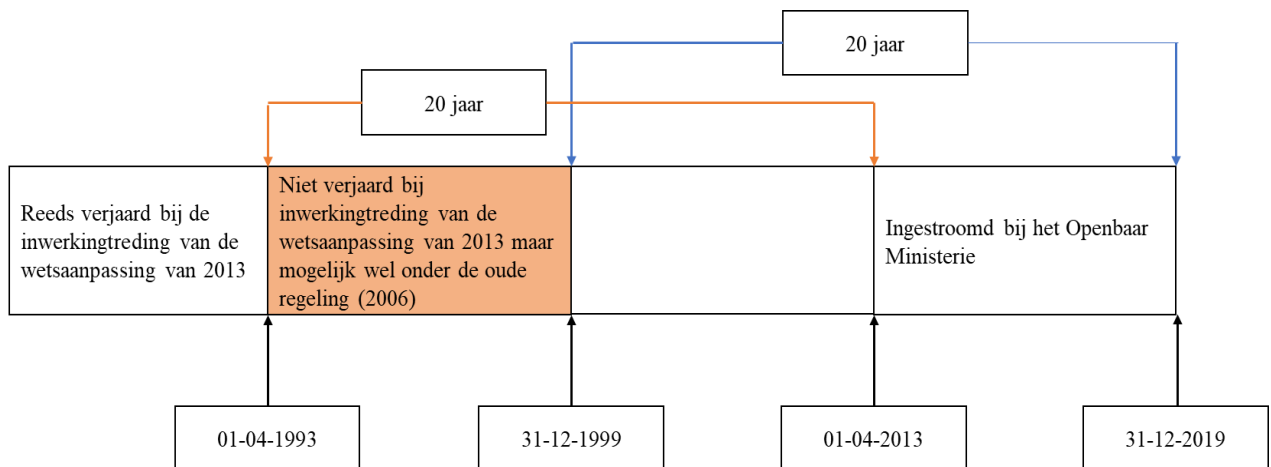 20 jaar
20 jaar
Reeds verjaard bij de
inwerkingtreding van de
wetsaanpassing van 2013
Niet verjaard bij
inwerkingtreding van de
wetsaanpassing van 2013 maar
mogelijk wel onder de oude
regeling (2006)
Ingestroomd bij het Openbaar
Ministerie
01-04-1993
31-12-1999
01-04-2013
31-12-2019